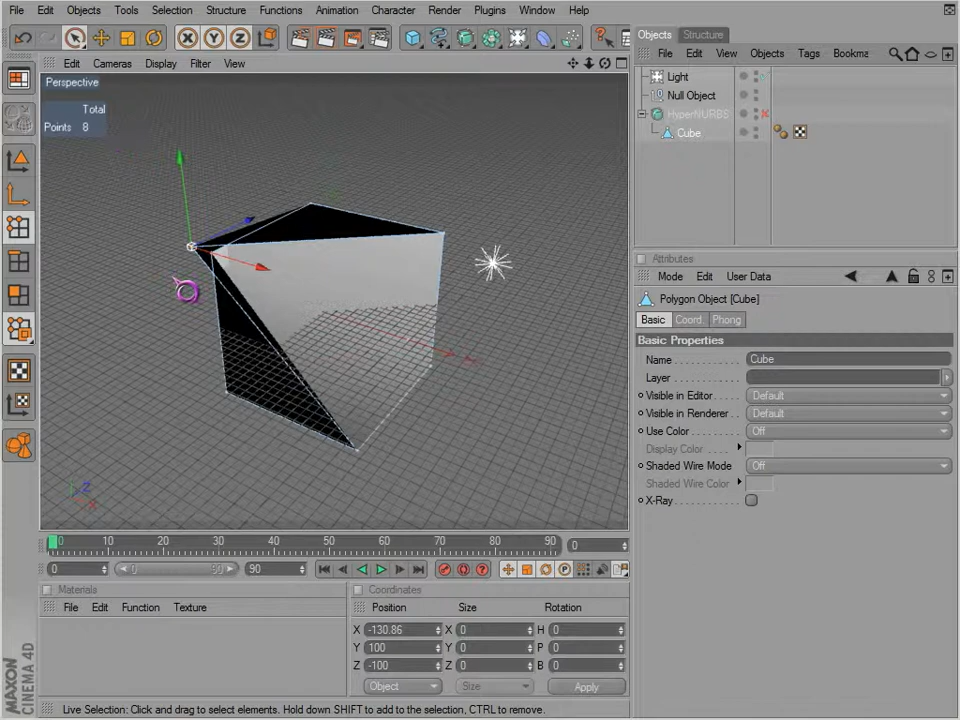 File Edit Objects Tools Selection Structure Functions Animation Character Render Plugins Window Help
X Y Z
Objects Structure
Edit Cameras Display Filter View
File Edit View Objects Tags Bookma
Perspective
Total
Points 8
Light
Null Object
HyperNURBS
Cube
Z
X
Attributes
Mode Edit User Data
Polygon Object [Cube]
Basic Coord. Phong
Basic Properties
Name Cube
Layer
Visible in Editor Default
Visible in Renderer Default
Use Color Off
Display Color
Shaded Wire Mode Off
Shaded Wire Color
X-Ray
0 10 20 30 40 50 60 70 80 90 0
0 0 90 90
Materials
File Edit Function Texture
Coordinates
Position Size Rotation
X -130.86 X 0 H 0
Y 100 Y 0 P 0
Z -100 Z 0 B 0
Object Size Apply
MAXON
CINEMA 4D
Live Selection: Click and drag to select elements. Hold down SHIFT to add to the selection, CTRL to remove.